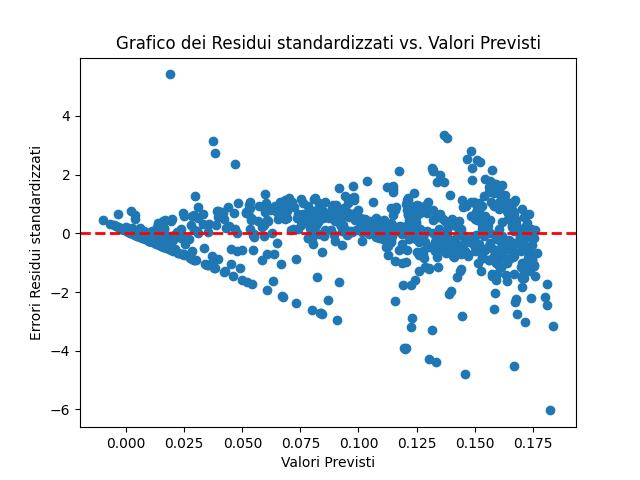 Grafico dei Residui standardizzati vs. Valori Previsti
Errori Residui standardizzati
4
2
0
−2
−4
−6
0.000 0.025 0.050 0.075 0.100 0.125 0.150 0.175
Valori Previsti